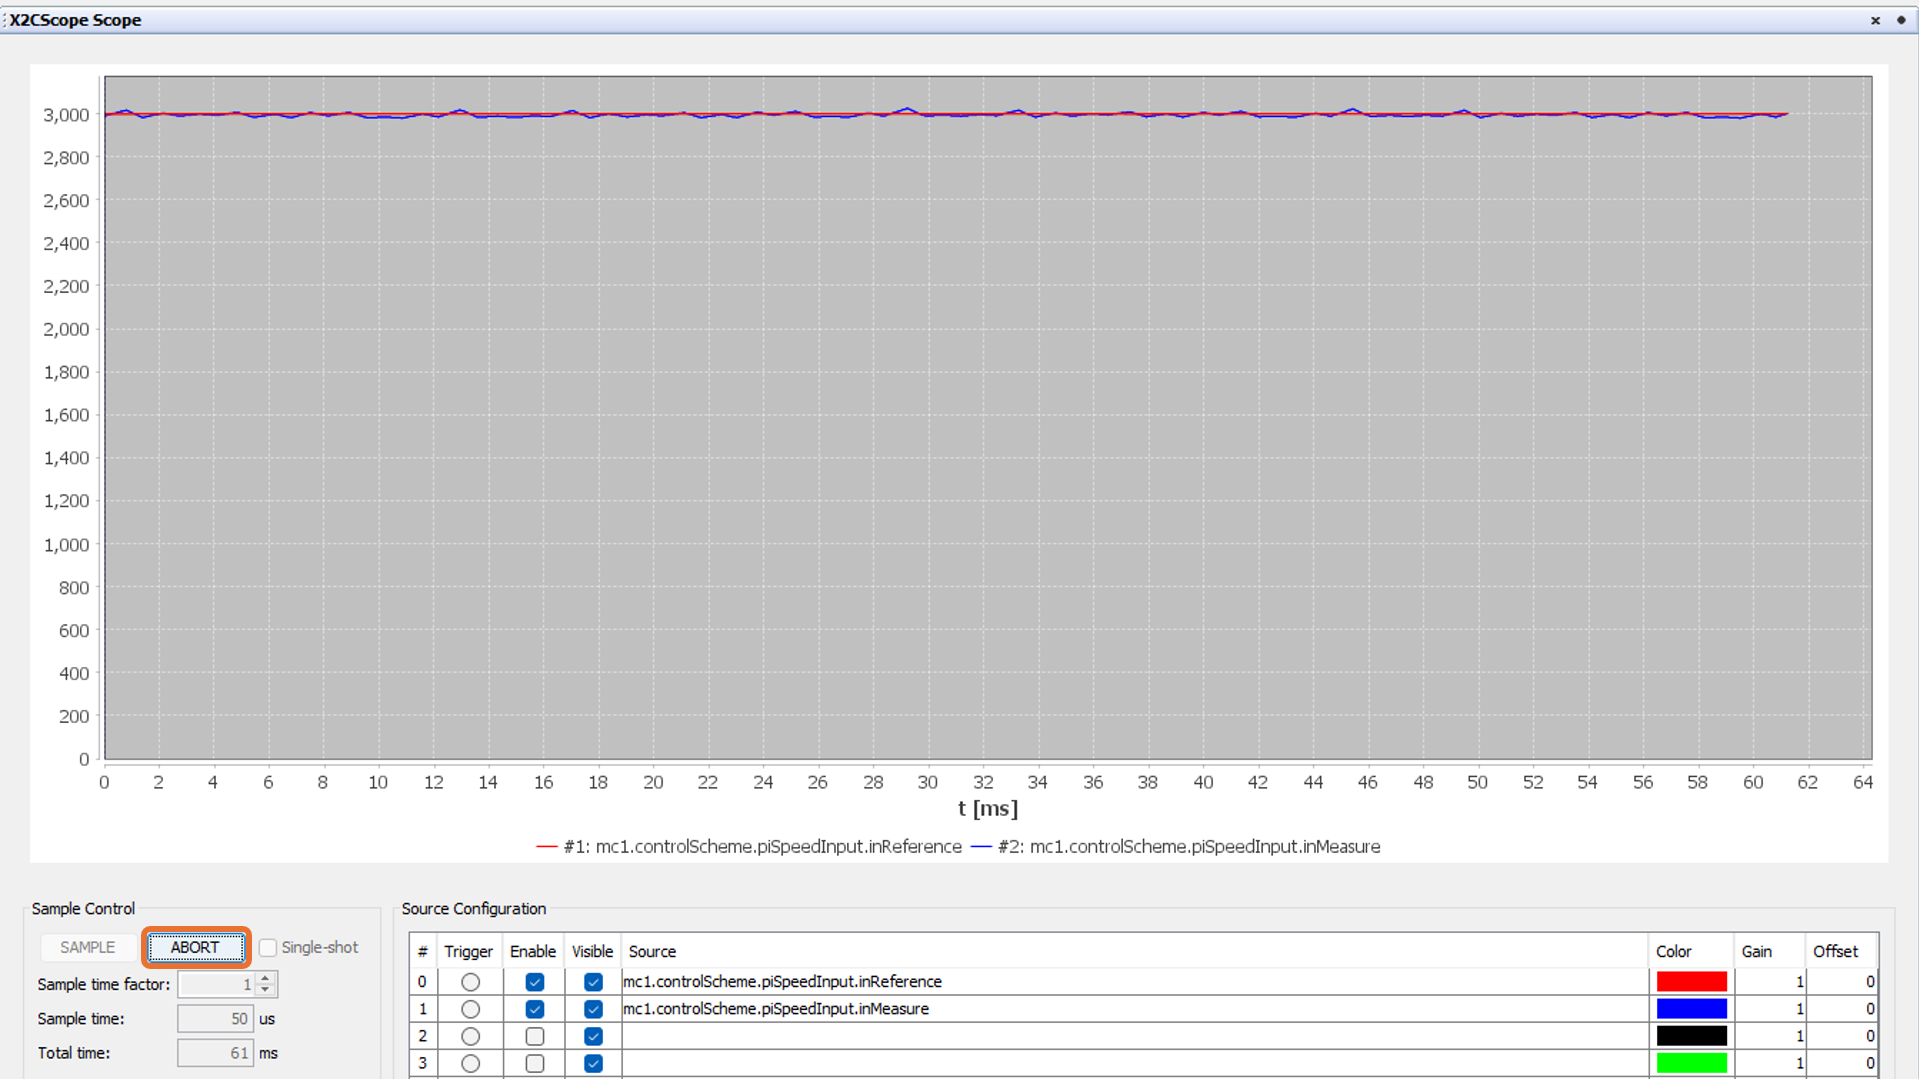 X2CScope Scope
3,000
2,800
2,600
2,400
2,200
2,000
1,800
1,600
1,400
1,200
1,000
800
600
400
200
0
0 2 4 6 8 10 12 14 16 18 20 22 24 26 28 30 32 34 36 38 40 42 44 46 48 50 52 54 56 58 60 62 64
t [ms]
#1: mc1.controlScheme.piSpeedInput.inReference #2: mc1.controlScheme.piSpeedInput.inMeasure
Sample Control
SAMPLE ABORT Single-shot
Sample time factor: 1
Sample time: 50 us
Total time: 61 ms
Source Configuration
# Trigger Enable Visible Source Color Gain Offset
0 mc1.controlScheme.piSpeedInput.inReference 1 0
1 mc1.controlScheme.piSpeedInput.inMeasure 1 0
2 1 0
3 1 0